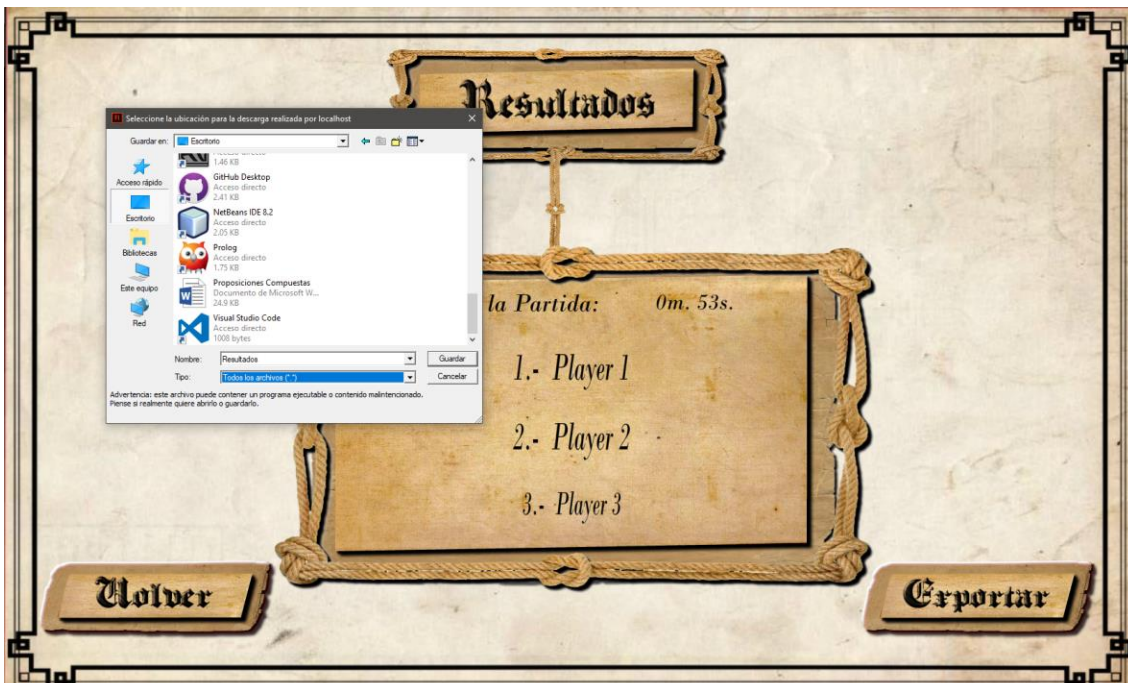 Resultados
Seleccione la ubicación para la descarga realizada por localhost
Guardar en:
Escritorio
Acceso rápido
Escritorio
Bibliotecas
Este equipo
Red
1.46 KB
GitHub Desktop
Acceso directo
2.41 KB
NetBeans IDE 8.2
Acceso directo
2.05 KB
Prolog
Acceso directo
1.75 KB
Proposiciones Compuestas
Documento de Microsoft W...
24.9 KB
Visual Studio Code
Acceso directo
1008 bytes
Nombre: Resultados Guardar
Tipo: Todos los archivos (*.*) Cancelar
Advertencia: este archivo puede contener un programa ejecutable o contenido malintencionado.
Piense si realmente quiere abrirlo o guardarlo.
la Partida: 0m. 53s.
1.- Player 1
2.- Player 2
3.- Player 3
Volver
Exportar